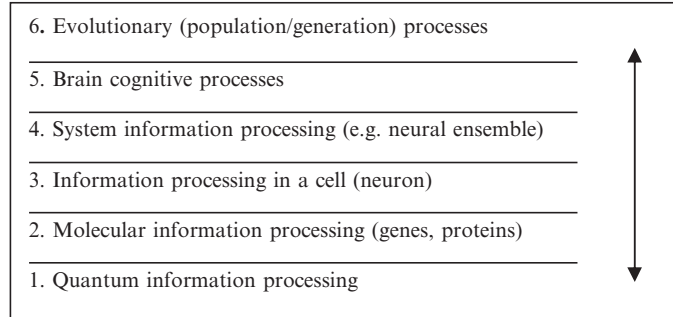 6. Evolutionary (population/generation) processes
5. Brain cognitive processes
4. System information processing (e.g. neural ensemble)
3. Information processing in a cell (neuron)
2. Molecular information processing (genes, proteins)
1. Quantum information processing